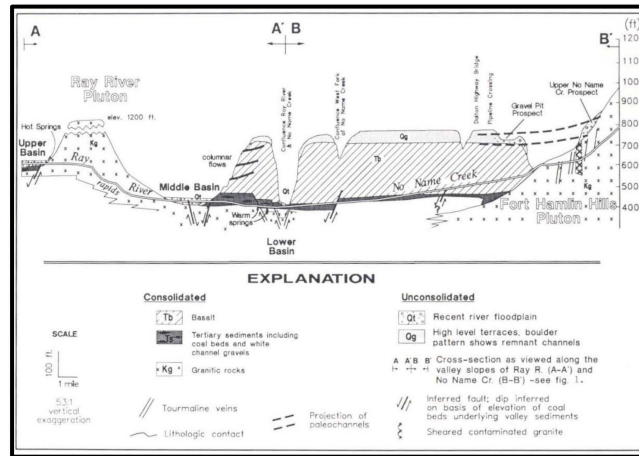 A
A' B
B'
(ft)
1200
1100
1000
900
800
700
600
500
400
Ray River
Pluton
elev. 1200 ft.
Hot Springs
Upper
Basin
Kg
Ray
rapids
River
Middle Basin
Qt
columnar
flows
Warm
springs
Confluence Ray River
& No Name Creek
Qt
Lower
Basin
Confluence West Fork
of No Name Creek
Qg
Tb
No Name Creek
Dalton Highway Bridge
Pipeline Crossing
Gravel Pit
Prospect
Upper No Name
Cr. Prospect
Kg
Fort Hamlin Hills
Pluton
EXPLANATION
SCALE
100 ft.
1 mile
53:1
vertical
exaggeration
Consolidated
Tb Basalt
Tertiary sediments including
coal beds and white
channel gravels
Kg Granitic rocks
Unconsolidated
Qt Recent river floodplain
Qg High level terraces, boulder
pattern shows remnant channels
A A' B B' Cross-section as viewed along the
valley slopes of Ray R. (A-A') and
No Name Cr. (B-B') -see fig. 1.
Tourmaline veins
Lithologic contact
Projection of
paleochannels
Inferred fault; dip inferred
on basis of elevation of coal
beds underlying valley sediments
Sheared contaminated granite